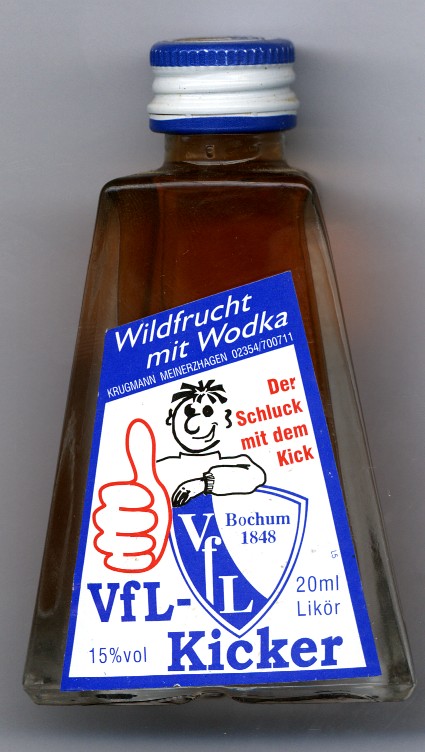 Wildfrucht
mit Wodka
KRUGMANN MEINERZHAGEN 02354/700711
Der
Schluck
mit dem
Kick
VfL
Bochum
1848
VfL-
Kicker
20ml
Likör
15%vol